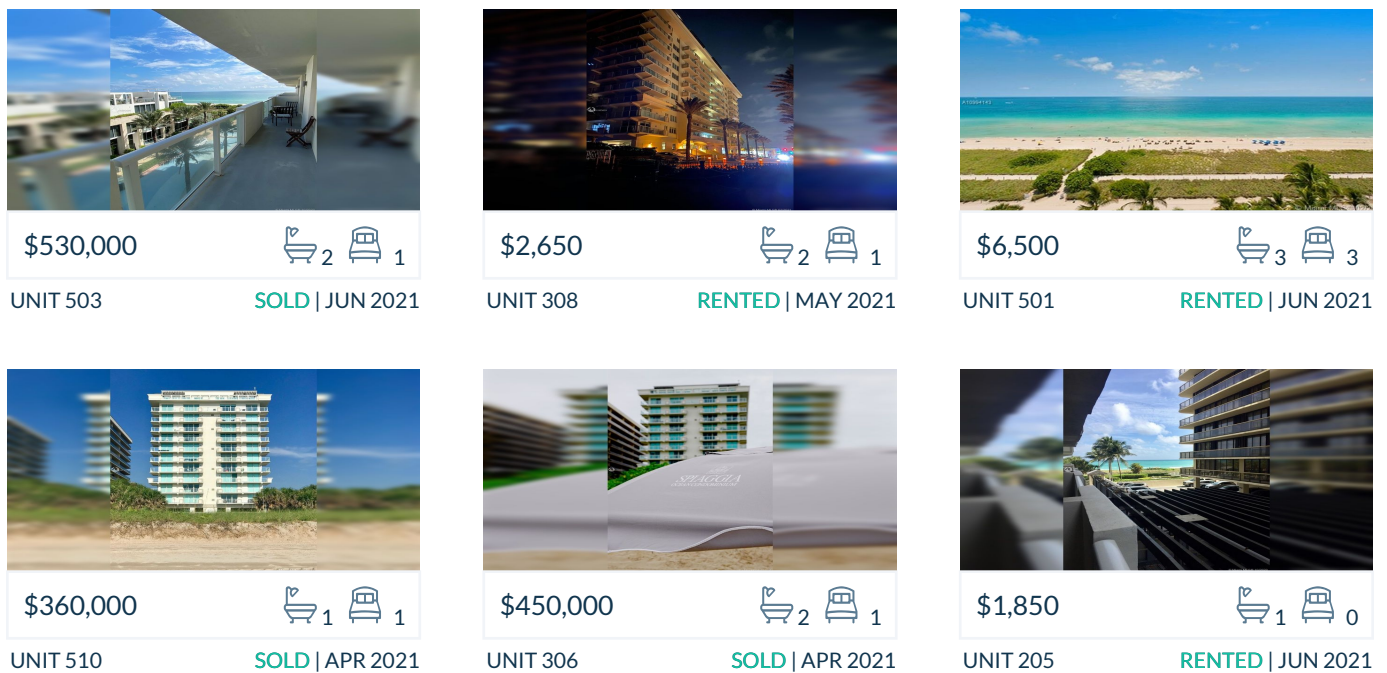 A10994143
SPIAGGIA
$530,000 2 1
$2,650 2 1
$6,500 3 3
UNIT 503 SOLD | JUN 2021
UNIT 308 RENTED | MAY 2021
UNIT 501 RENTED | JUN 2021
$360,000 1 1
$450,000 2 1
$1,850 1 0
UNIT 510 SOLD | APR 2021
UNIT 306 SOLD | APR 2021
UNIT 205 RENTED | JUN 2021